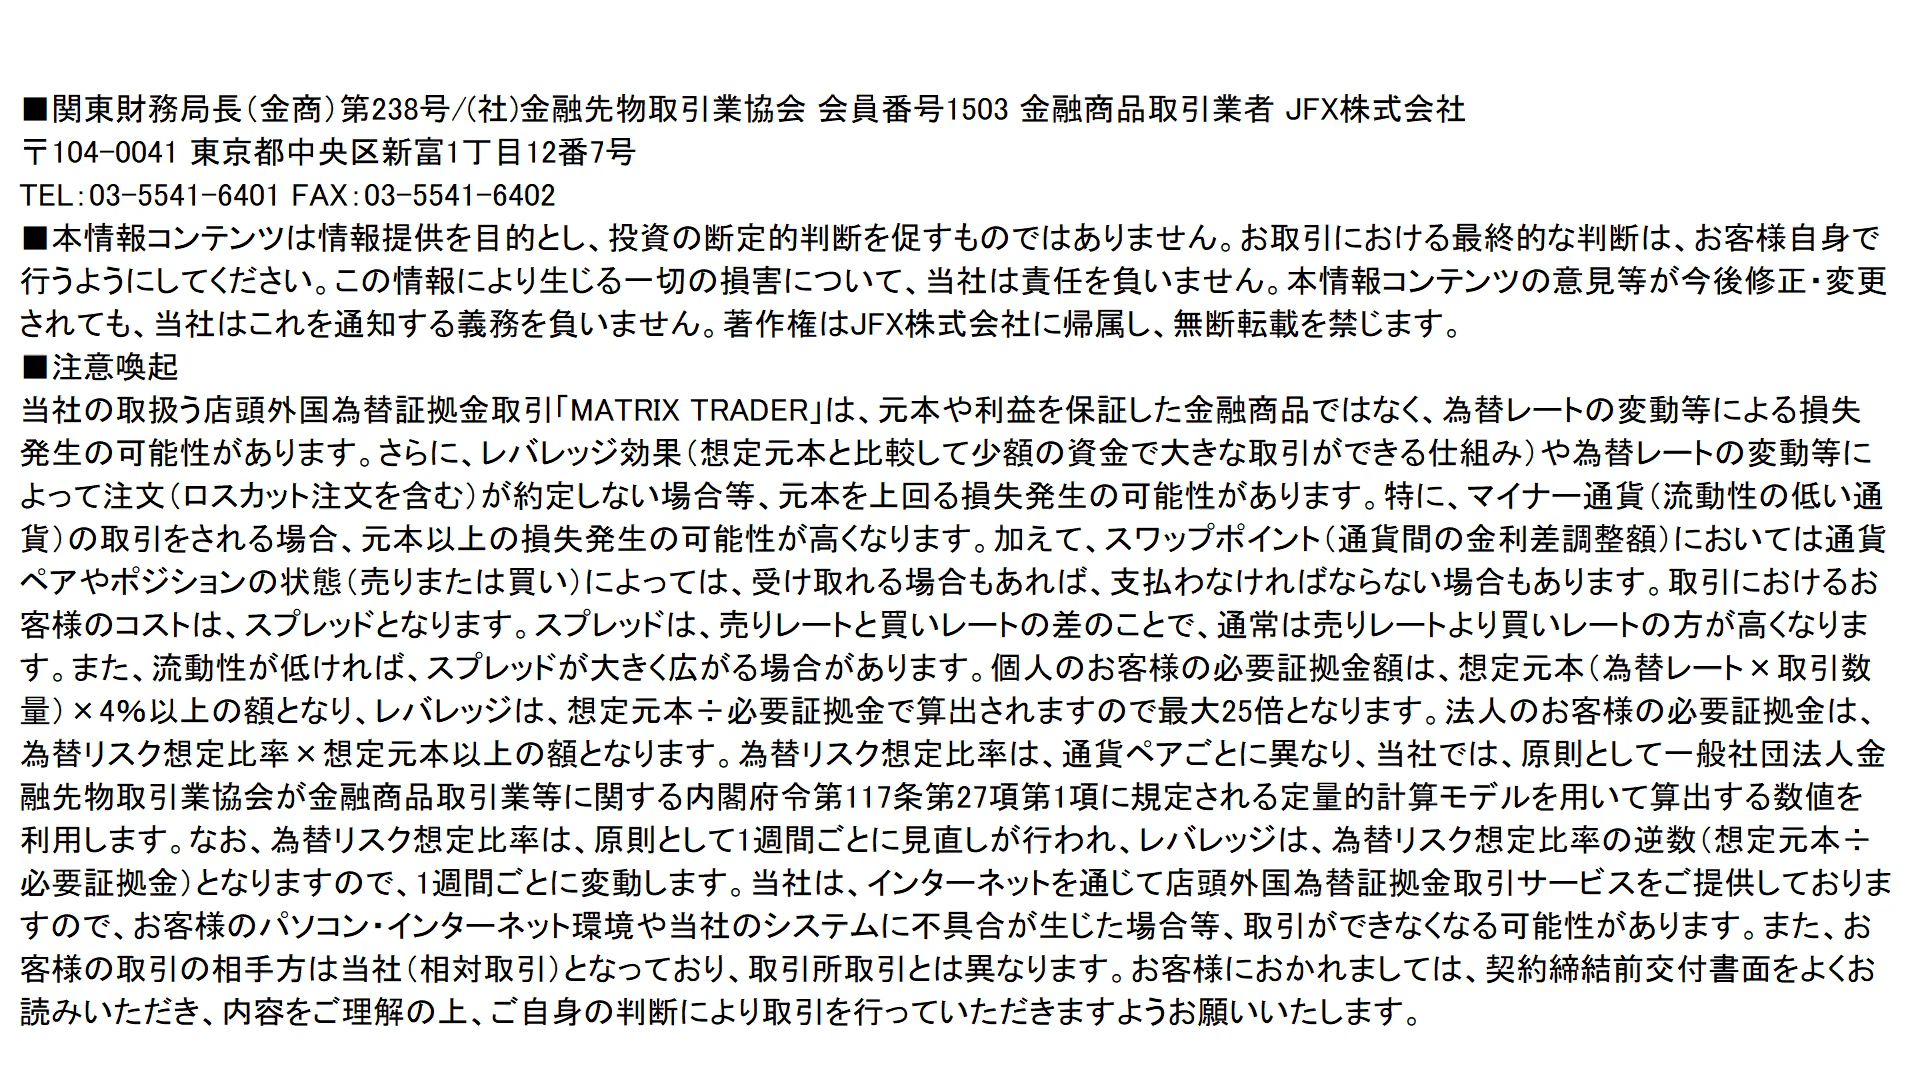 ■関東財務局長（金商）第238号/(社)金融先物取引業協会 会員番号1503 金融商品取引業者 JFX株式会社
〒104-0041 東京都中央区新富1丁目12番7号
TEL：03-5541-6401 FAX：03-5541-6402
■本情報コンテンツは情報提供を目的とし、投資の断定的判断を促すものではありません。お取引における最終的な判断は、お客様自身で
行うようにしてください。この情報により生じる一切の損害について、当社は責任を負いません。本情報コンテンツの意見等が今後修正・変更
されても、当社はこれを通知する義務を負いません。著作権はJFX株式会社に帰属し、無断転載を禁じます。
■注意喚起
当社の取扱う店頭外国為替証拠金取引「MATRIX TRADER」は、元本や利益を保証した金融商品ではなく、為替レートの変動等による損失
発生の可能性があります。さらに、レバレッジ効果（想定元本と比較して少額の資金で大きな取引ができる仕組み）や為替レートの変動等に
よって注文（ロスカット注文を含む）が約定しない場合等、元本を上回る損失発生の可能性があります。特に、マイナー通貨（流動性の低い通
貨）の取引をされる場合、元本以上の損失発生の可能性が高くなります。加えて、スワップポイント（通貨間の金利差調整額）においては通貨
ペアやポジションの状態（売りまたは買い）によっては、受け取れる場合もあれば、支払わなければならない場合もあります。取引におけるお
客様のコストは、スプレッドとなります。スプレッドは、売りレートと買いレートの差のことで、通常は売りレートより買いレートの方が高くなりま
す。また、流動性が低ければ、スプレッドが大きく広がる場合があります。個人のお客様の必要証拠金額は、想定元本（為替レート×取引数
量）×4％以上の額となり、レバレッジは、想定元本÷必要証拠金で算出されますので最大25倍となります。法人のお客様の必要証拠金は、
為替リスク想定比率×想定元本以上の額となります。為替リスク想定比率は、通貨ペアごとに異なり、当社では、原則として一般社団法人金
融先物取引業協会が金融商品取引業等に関する内閣府令第117条第27項第1項に規定される定量的計算モデルを用いて算出する数値を
利用します。なお、為替リスク想定比率は、原則として1週間ごとに見直しが行われ、レバレッジは、為替リスク想定比率の逆数（想定元本÷
必要証拠金）となりますので、1週間ごとに変動します。当社は、インターネットを通じて店頭外国為替証拠金取引サービスをご提供しておりま
すので、お客様のパソコン・インターネット環境や当社のシステムに不具合が生じた場合等、取引ができなくなる可能性があります。また、お
客様の取引の相手方は当社（相対取引）となっており、取引所取引とは異なります。お客様におかれましては、契約締結前交付書面をよくお
読みいただき、内容をご理解の上、ご自身の判断により取引を行っていただきますようお願いいたします。